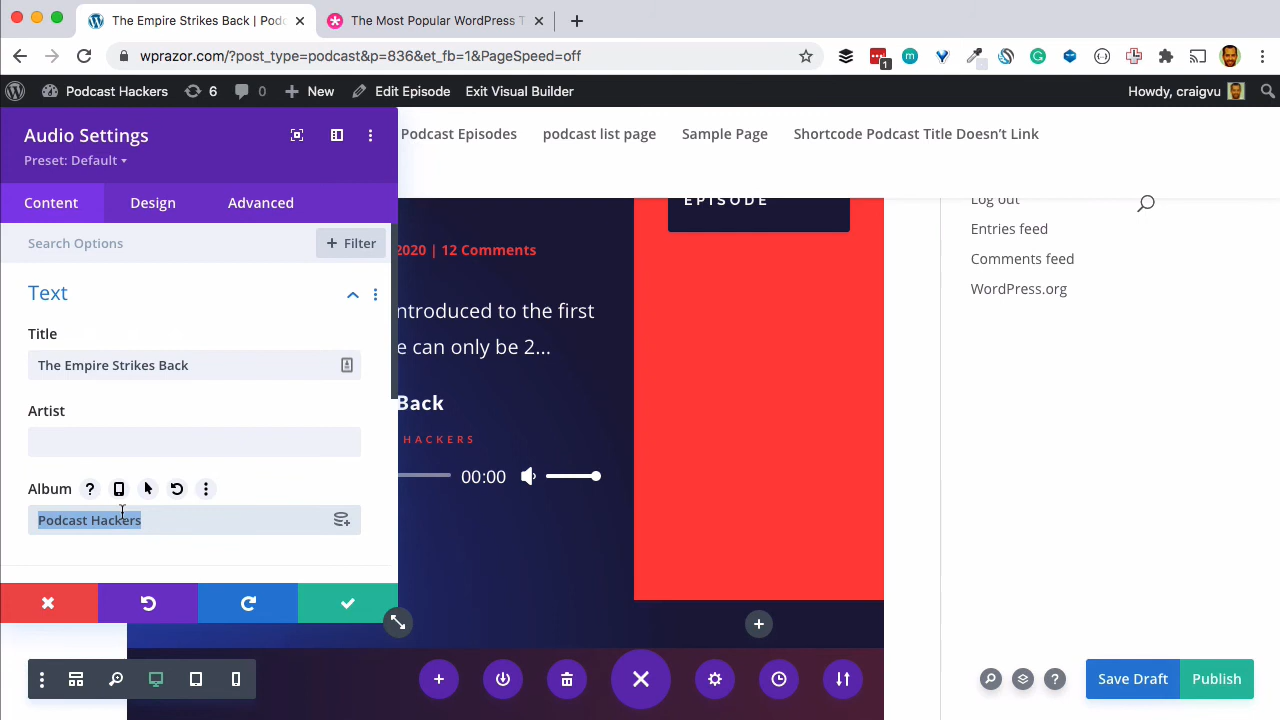 The Empire Strikes Back | Podc
The Most Popular WordPress T
wprazor.com/?post_type=podcast&p=836&et_fb=1&PageSpeed=off
1
Podcast Hackers
6
0
New
Edit Episode
Exit Visual Builder
Howdy, craigvu
Audio Settings
Preset: Default
Content
Design
Advanced
Search Options
+ Filter
Text
Title
The Empire Strikes Back
Artist
Album
?
Podcast Hackers
Podcast Episodes
podcast list page
Sample Page
Shortcode Podcast Title Doesn't Link
EPISODE
2020 | 12 Comments
ntroduced to the first
e can only be 2...
Back
HACKERS
00:00
Log out
Entries feed
Comments feed
WordPress.org
?
Save Draft
Publish